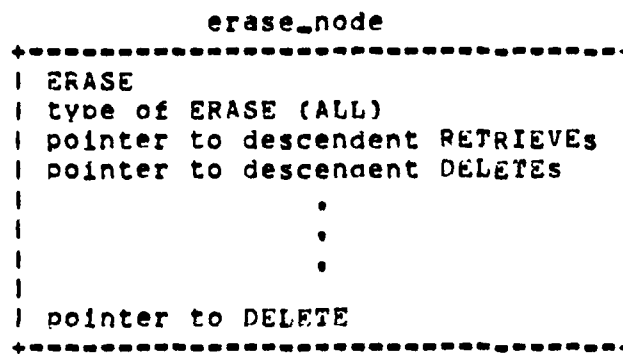 erase_node
+-------------------------------+
| ERASE
| type of ERASE (ALL)
| pointer to descendent RETRIEVEs
| pointer to descendent DELETEs
| .
| .
| .
|
| pointer to DELETE
+-------------------------------+